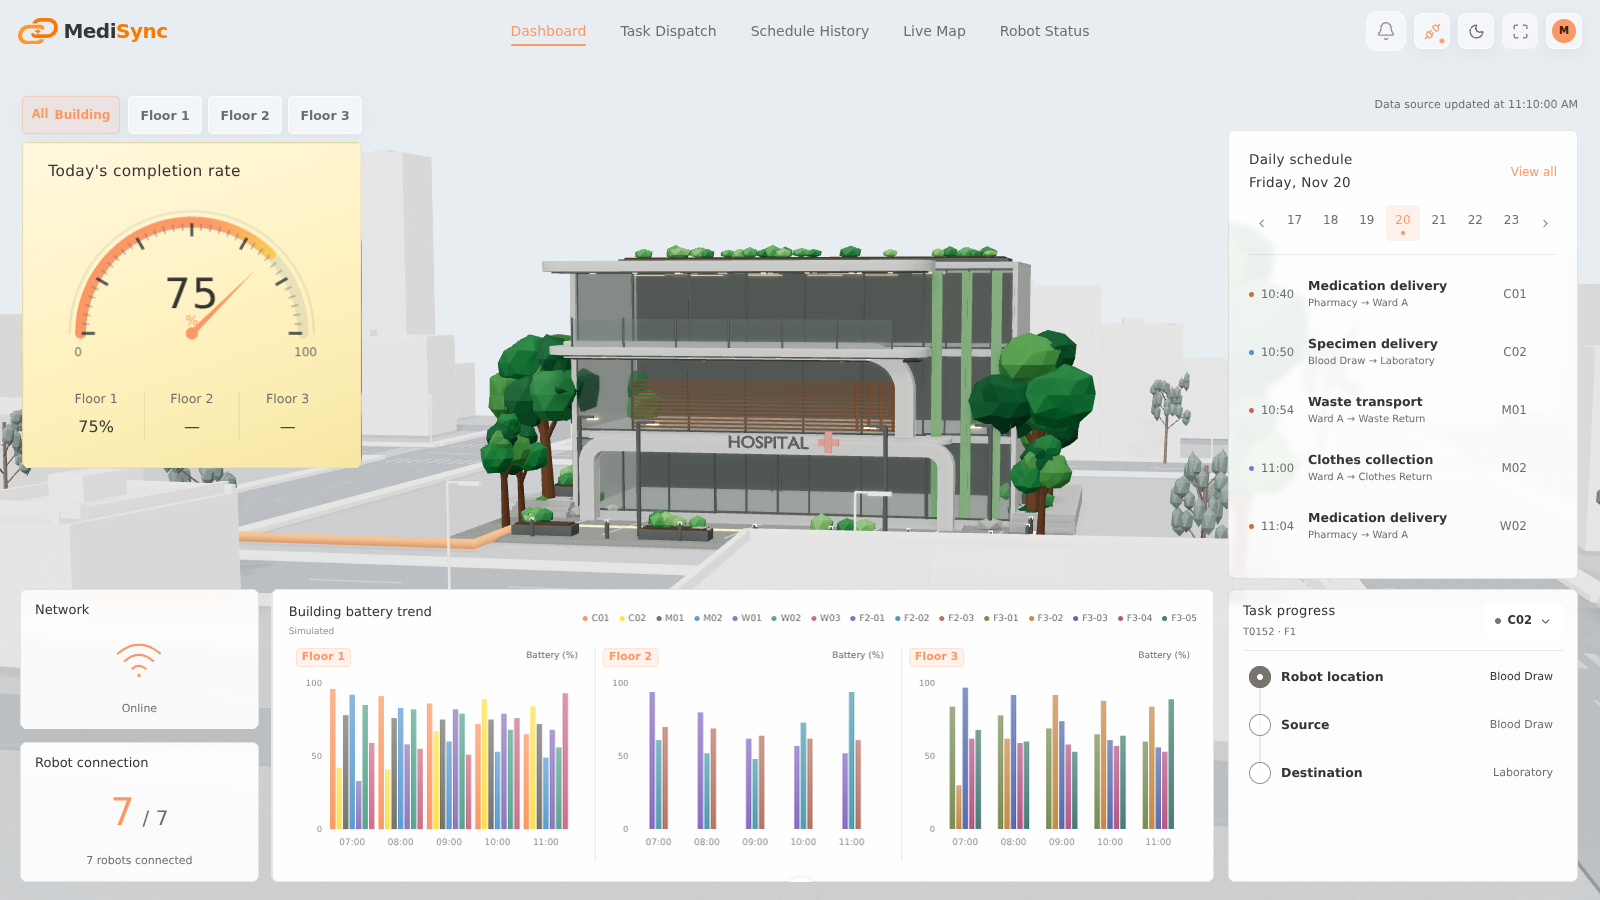 MediSync
Dashboard
Task Dispatch
Schedule History
Live Map
Robot Status
M
All Building
Floor 1
Floor 2
Floor 3
Data source updated at 11:10:00 AM
Today's completion rate
75
%
0
100
Floor 1
Floor 2
Floor 3
75%
—
—
HOSPITAL
Daily schedule
Friday, Nov 20
View all
‹ 17 18 19 20 21 22 23 ›
10:40 Medication delivery C01
Pharmacy → Ward A
10:50 Specimen delivery C02
Blood Draw → Laboratory
10:54 Waste transport M01
Ward A → Waste Return
11:00 Clothes collection M02
Ward A → Clothes Return
11:04 Medication delivery W02
Pharmacy → Ward A
Network
Online
Robot connection
7 / 7
7 robots connected
Building battery trend
Simulated
C01 C02 M01 M02 W01 W02 W03 F2-01 F2-02 F2-03 F3-01 F3-02 F3-03 F3-04 F3-05
Floor 1
Battery (%)
100
50
0
07:00 08:00 09:00 10:00 11:00
Floor 2
Battery (%)
100
50
0
07:00 08:00 09:00 10:00 11:00
Floor 3
Battery (%)
100
50
0
07:00 08:00 09:00 10:00 11:00
Task progress
T0152 · F1
C02
Robot location Blood Draw
Source Blood Draw
Destination Laboratory